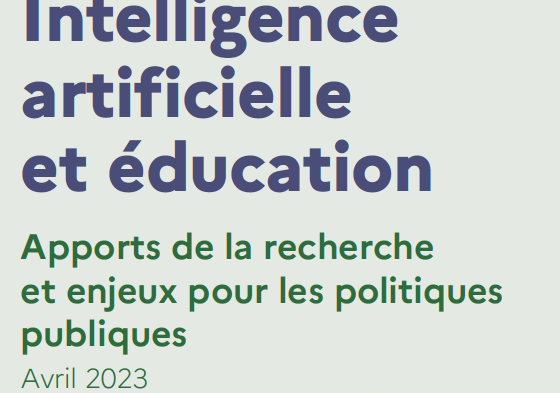 Intelligence
artificielle
et éducation
Apports de la recherche
et enjeux pour les politiques
publiques
Avril 2023